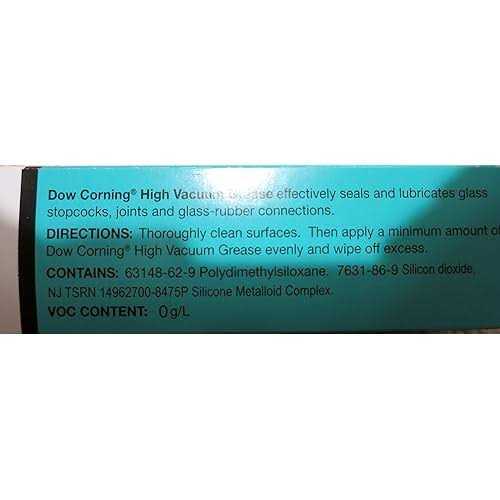 Dow Corning® High Vacuum Grease effectively seals and lubricates glass
stopcocks, joints and glass-rubber connections.
DIRECTIONS: Thoroughly clean surfaces. Then apply a minimum amount of
Dow Corning® High Vacuum Grease evenly and wipe off excess.
CONTAINS: 63148-62-9 Polydimethylsiloxane. 7631-86-9 Silicon dioxide,
NJ TSRN 14962700-8475P Silicone Metalloid Complex.
VOC CONTENT: 0 g/L